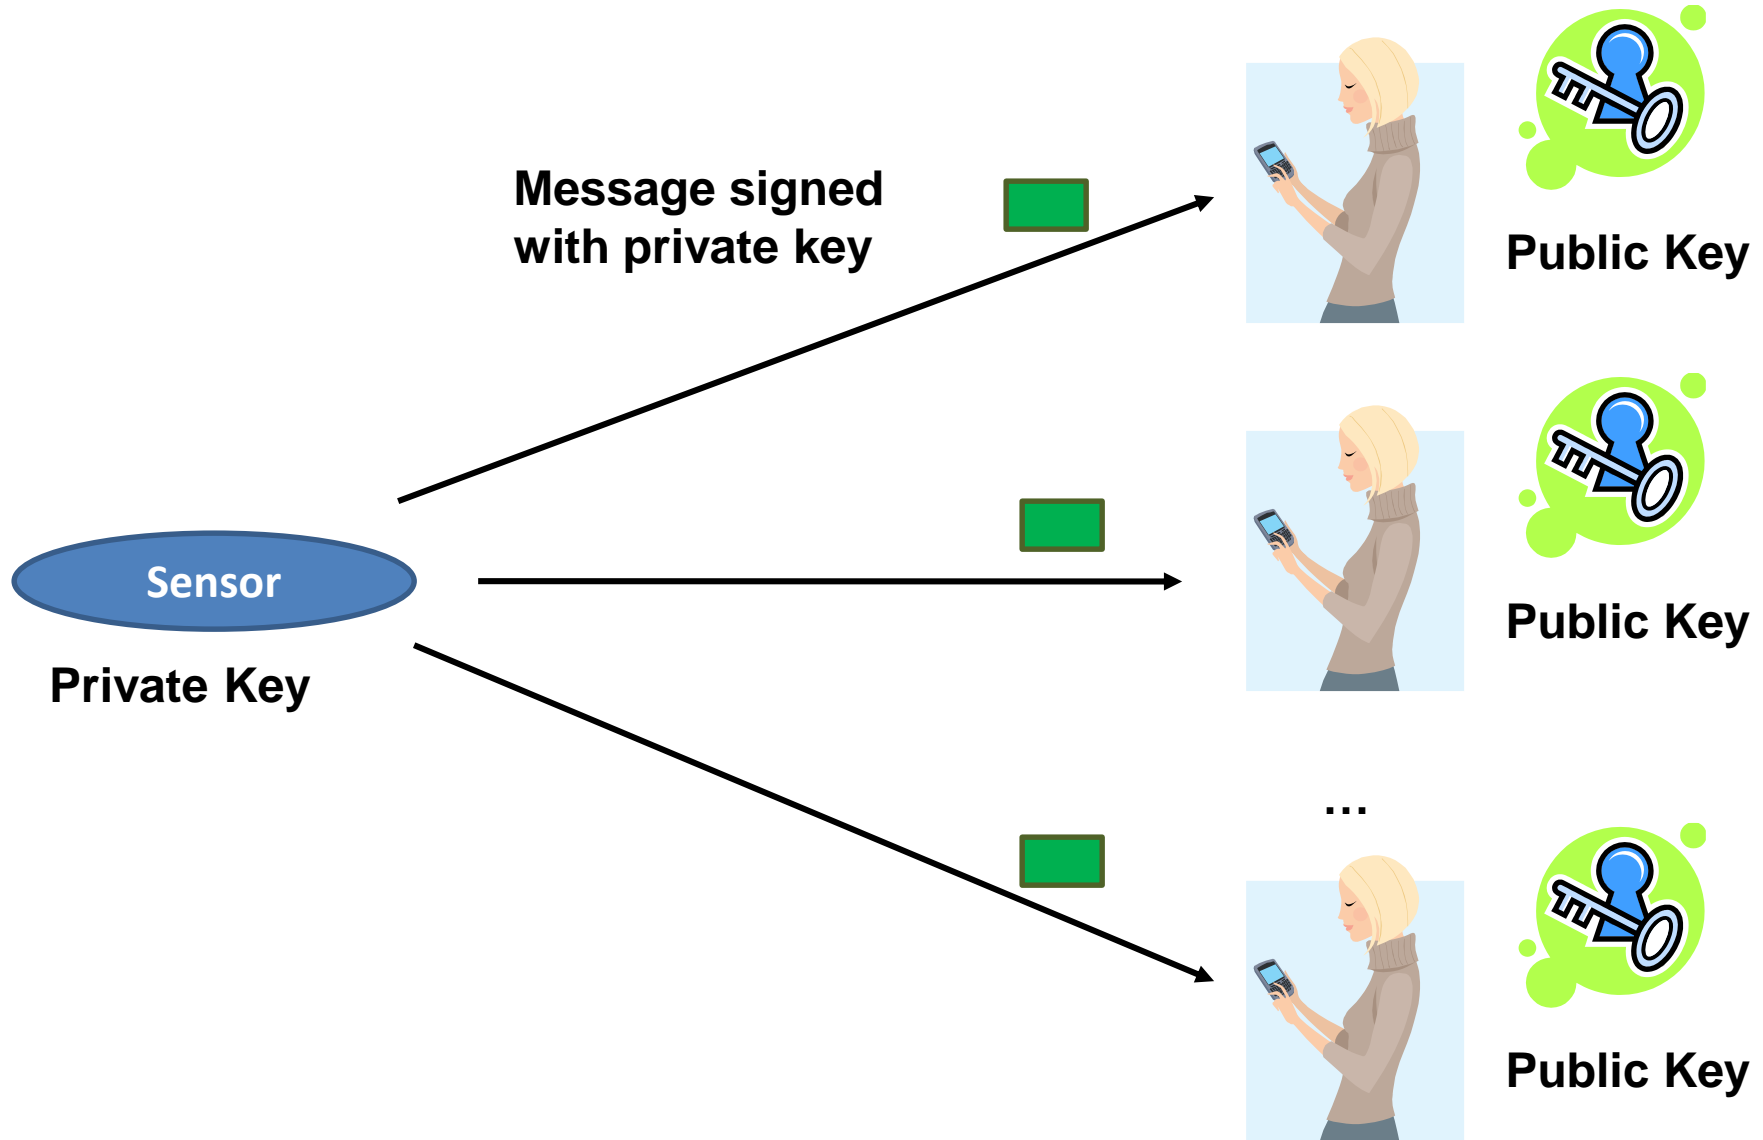 Message signed
with private key
Public Key
Sensor
Private Key
Public Key
...
Public Key